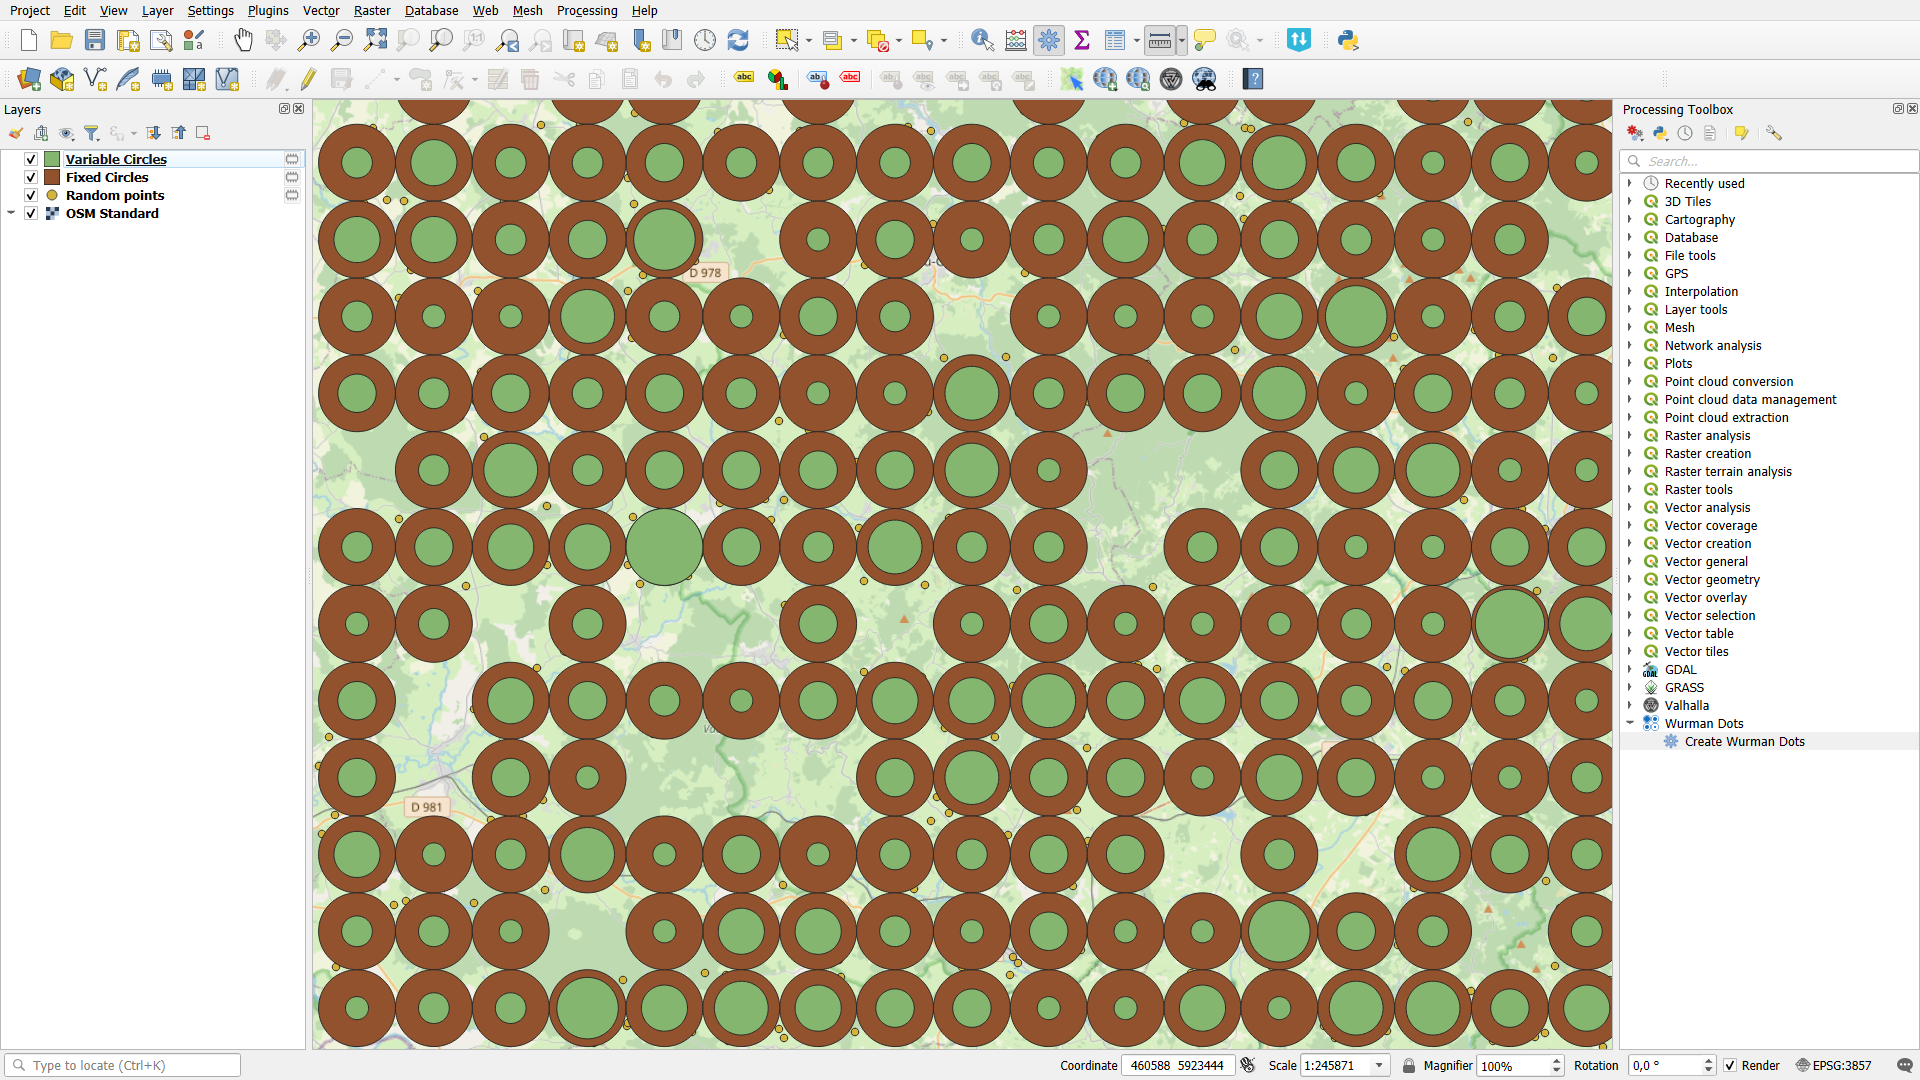 Project Edit View Layer Settings Plugins Vector Raster Database Web Mesh Processing Help
Layers
Variable Circles
Fixed Circles
Random points
OSM Standard
D 978
D 981
Processing Toolbox
Search...
Recently used
3D Tiles
Cartography
Database
File tools
GPS
Interpolation
Layer tools
Mesh
Network analysis
Plots
Point cloud conversion
Point cloud data management
Point cloud extraction
Raster analysis
Raster creation
Raster terrain analysis
Raster tools
Vector analysis
Vector coverage
Vector creation
Vector general
Vector geometry
Vector overlay
Vector selection
Vector table
Vector tiles
GDAL
GRASS
Valhalla
Wurman Dots
Create Wurman Dots
Type to locate (Ctrl+K)
Coordinate 460588 5923444 Scale 1:245871 Magnifier 100% Rotation 0,0 ° Render EPSG:3857